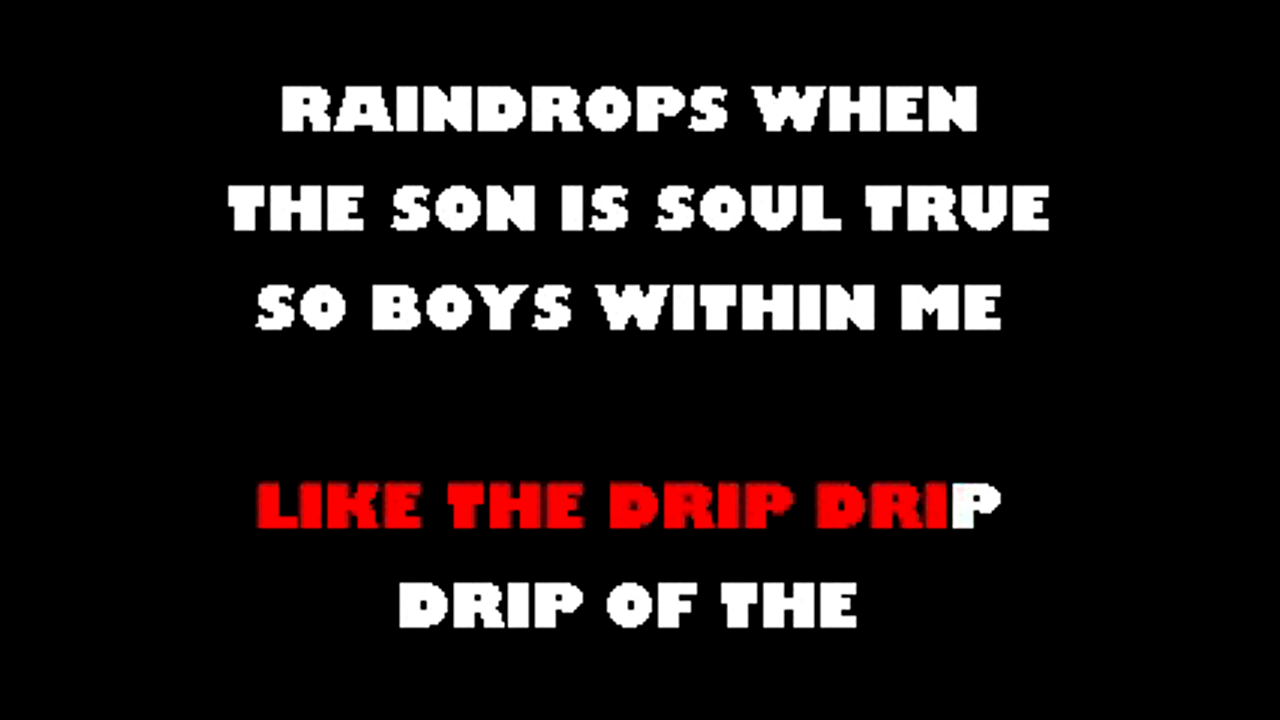 RAINDROPS WHEN
THE SON IS SOUL TRUE
SO BOYS WITHIN ME
LIKE THE DRIP DRIP
DRIP OF THE